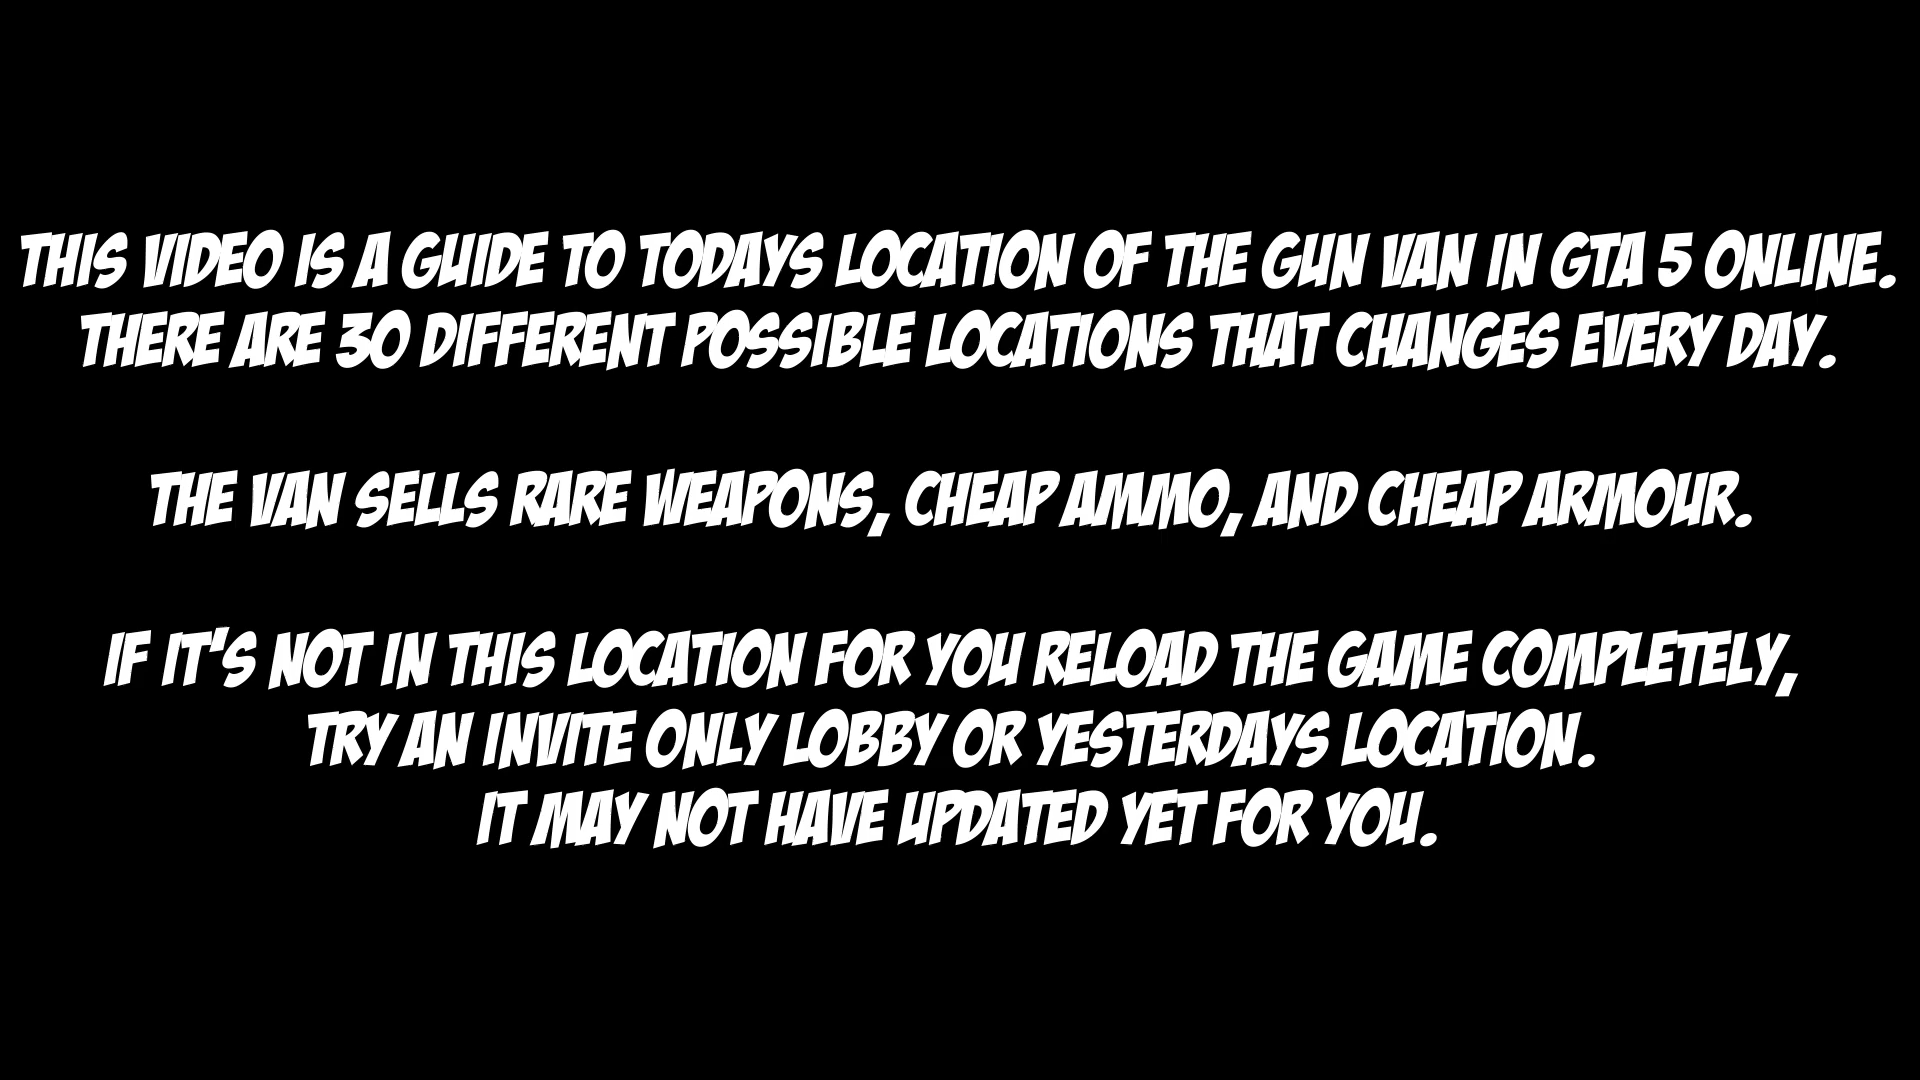 THIS VIDEO IS A GUIDE TO TODAYS LOCATION OF THE GUN VAN IN GTA 5 ONLINE.
THERE ARE 30 DIFFERENT POSSIBLE LOCATIONS THAT CHANGES EVERY DAY.
THE VAN SELLS RARE WEAPONS, CHEAP AMMO, AND CHEAP ARMOUR.
IF IT'S NOT IN THIS LOCATION FOR YOU RELOAD THE GAME COMPLETELY,
TRY AN INVITE ONLY LOBBY OR YESTERDAYS LOCATION.
IT MAY NOT HAVE UPDATED YET FOR YOU.